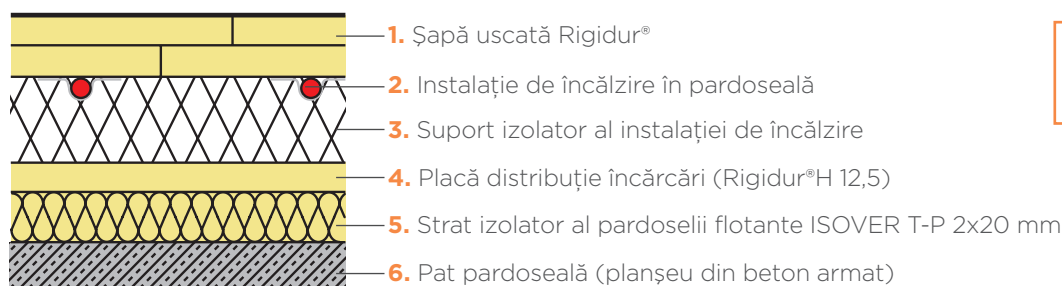 1. Șapă uscată Rigidur®
2. Instalație de încălzire în pardoseală
3. Suport izolator al instalației de încălzire
4. Placă distribuție încărcări (Rigidur®H 12,5)
5. Strat izolator al pardoselii flotante ISOVER T-P 2x20 mm
6. Pat pardoseală (planșeu din beton armat)